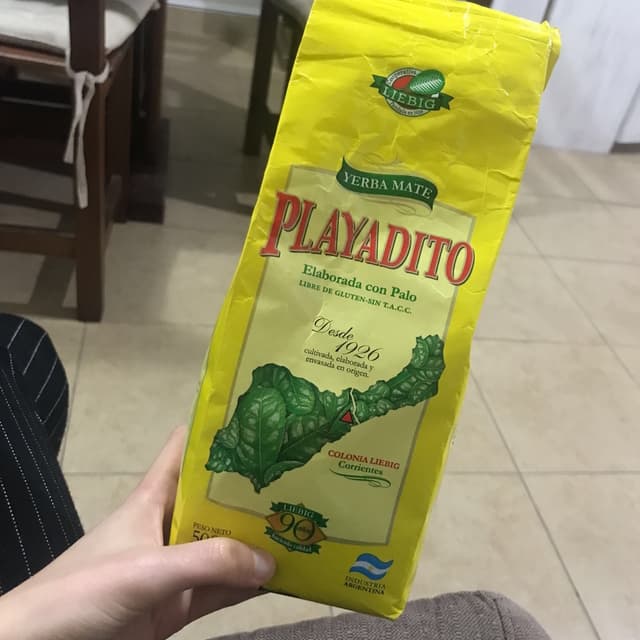 LIEBIG
YERBA MATE
PLAYADITO
Elaborada con Palo
LIBRE DE GLUTEN-SIN T.A.C.C.
Desde
1926
cultivada, elaborada y
envasada en origen.
COLONIA LIEBIG
Corrientes
LIEBIG
90
PESO NETO
INDUSTRIA
ARGENTINA